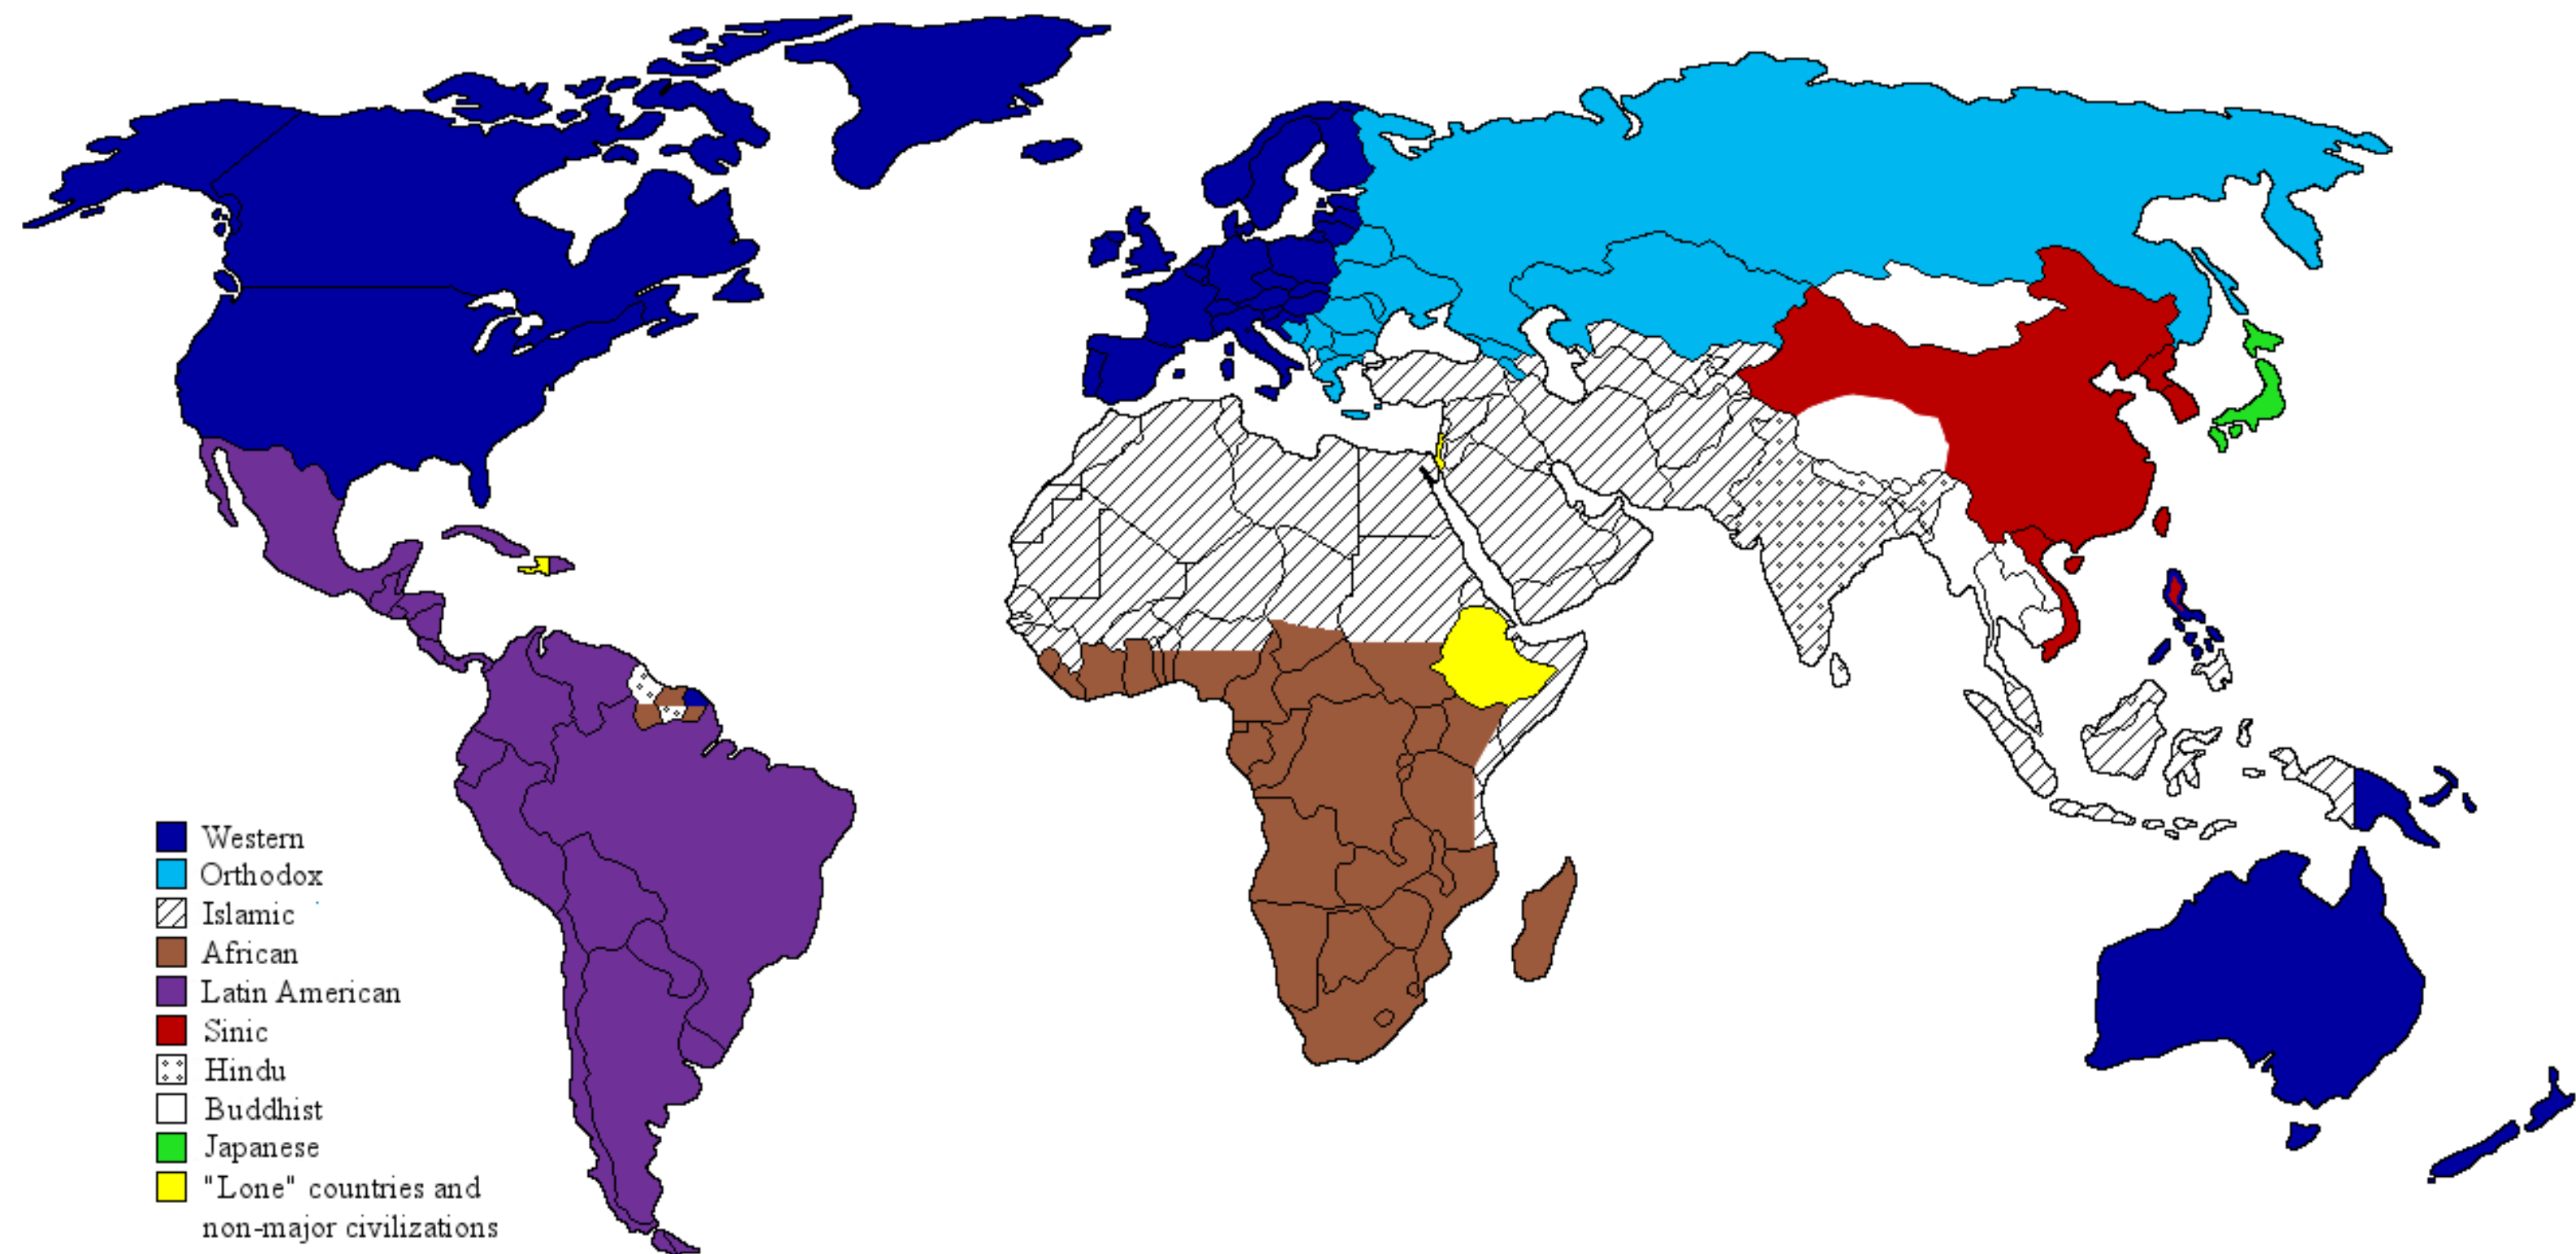 Western
Orthodox
Islamic
African
Latin American
Sinic
Hindu
Buddhist
Japanese
"Lone" countries and
non-major civilizations